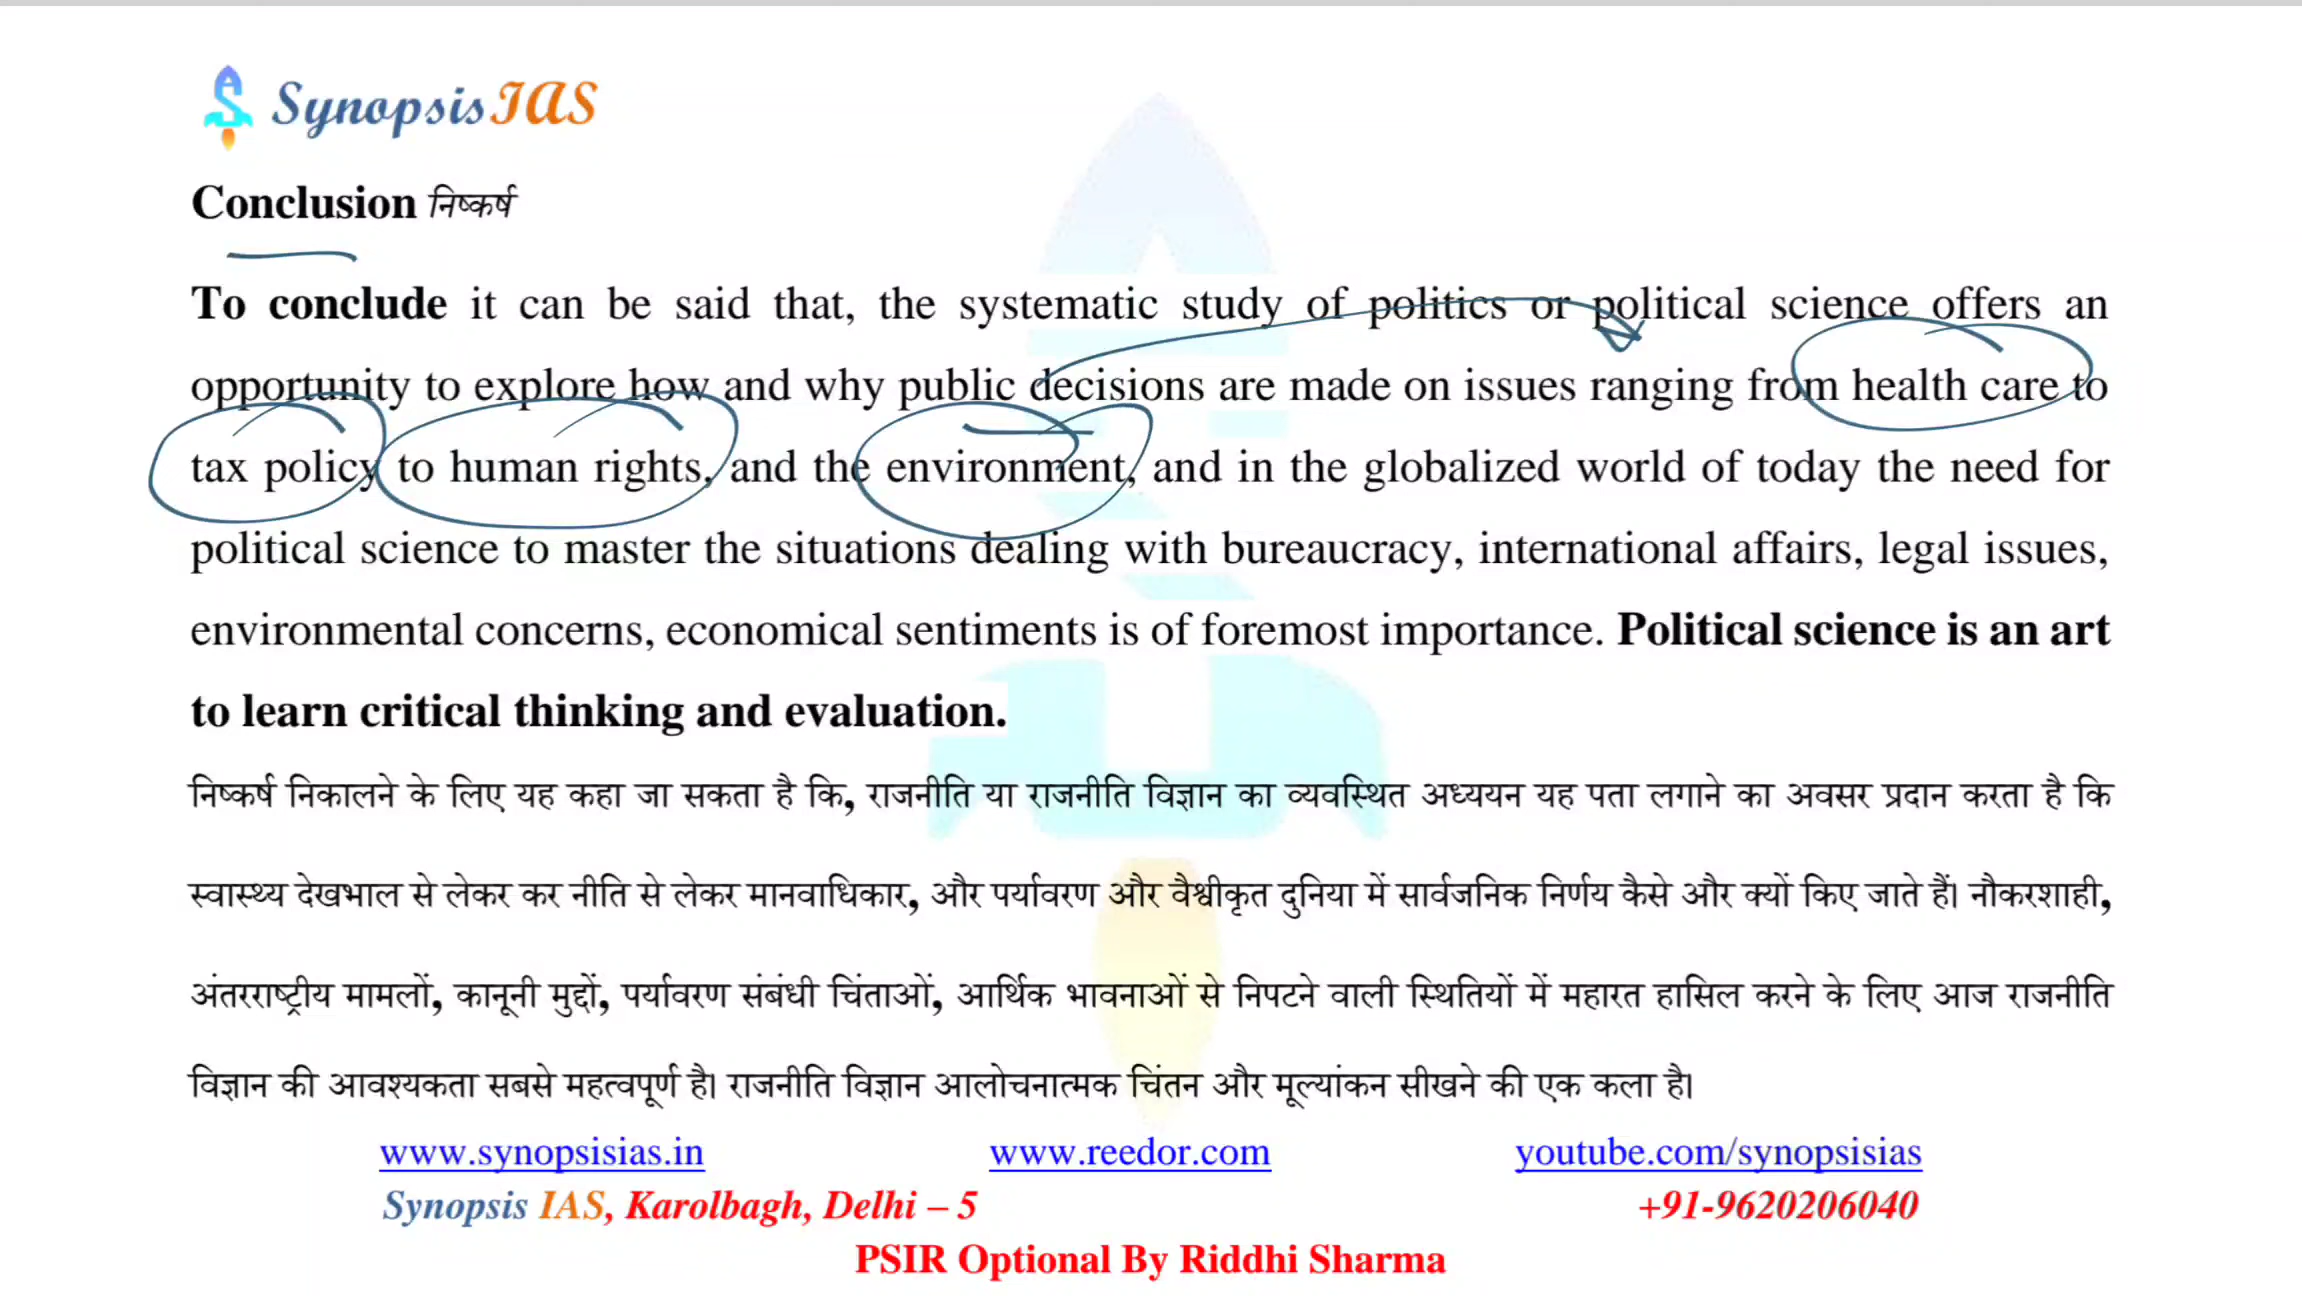 Synopsis IAS
Conclusion निष्कर्ष
To conclude it can be said that, the systematic study of politics or political science offers an
opportunity to explore how and why public decisions are made on issues ranging from health care to
tax policy to human rights, and the environment, and in the globalized world of today the need for
political science to master the situations dealing with bureaucracy, international affairs, legal issues,
environmental concerns, economical sentiments is of foremost importance. Political science is an art
to learn critical thinking and evaluation.
निष्कर्ष निकालने के लिए यह कहा जा सकता है कि, राजनीति या राजनीति विज्ञान का व्यवस्थित अध्ययन यह पता लगाने का अवसर प्रदान करता है कि
स्वास्थ्य देखभाल से लेकर कर नीति से लेकर मानवाधिकार, और पर्यावरण और वैश्वीकृत दुनिया में सार्वजनिक निर्णय कैसे और क्यों किए जाते हैं। नौकरशाही,
अंतरराष्ट्रीय मामलों, कानूनी मुद्दों, पर्यावरण संबंधी चिंताओं, आर्थिक भावनाओं से निपटने वाली स्थितियों में महारत हासिल करने के लिए आज राजनीति
विज्ञान की आवश्यकता सबसे महत्वपूर्ण है। राजनीति विज्ञान आलोचनात्मक चिंतन और मूल्यांकन सीखने की एक कला है।
www.synopsisias.in www.reedor.com youtube.com/synopsisias
Synopsis IAS, Karolbagh, Delhi – 5 +91-9620206040
PSIR Optional By Riddhi Sharma